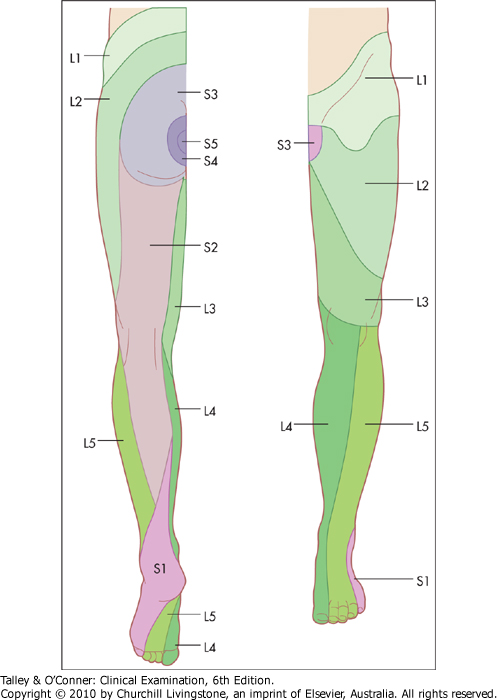 L1
L2
S3
S5
S4
S2
L3
L4
L5
S1
L5
L4
L1
S3
L2
L3
L4
L5
S1
Talley & O'Conner: Clinical Examination, 6th Edition.
Copyright © 2010 by Churchill Livingstone, an imprint of Elsevier, Australia. All rights reserved.